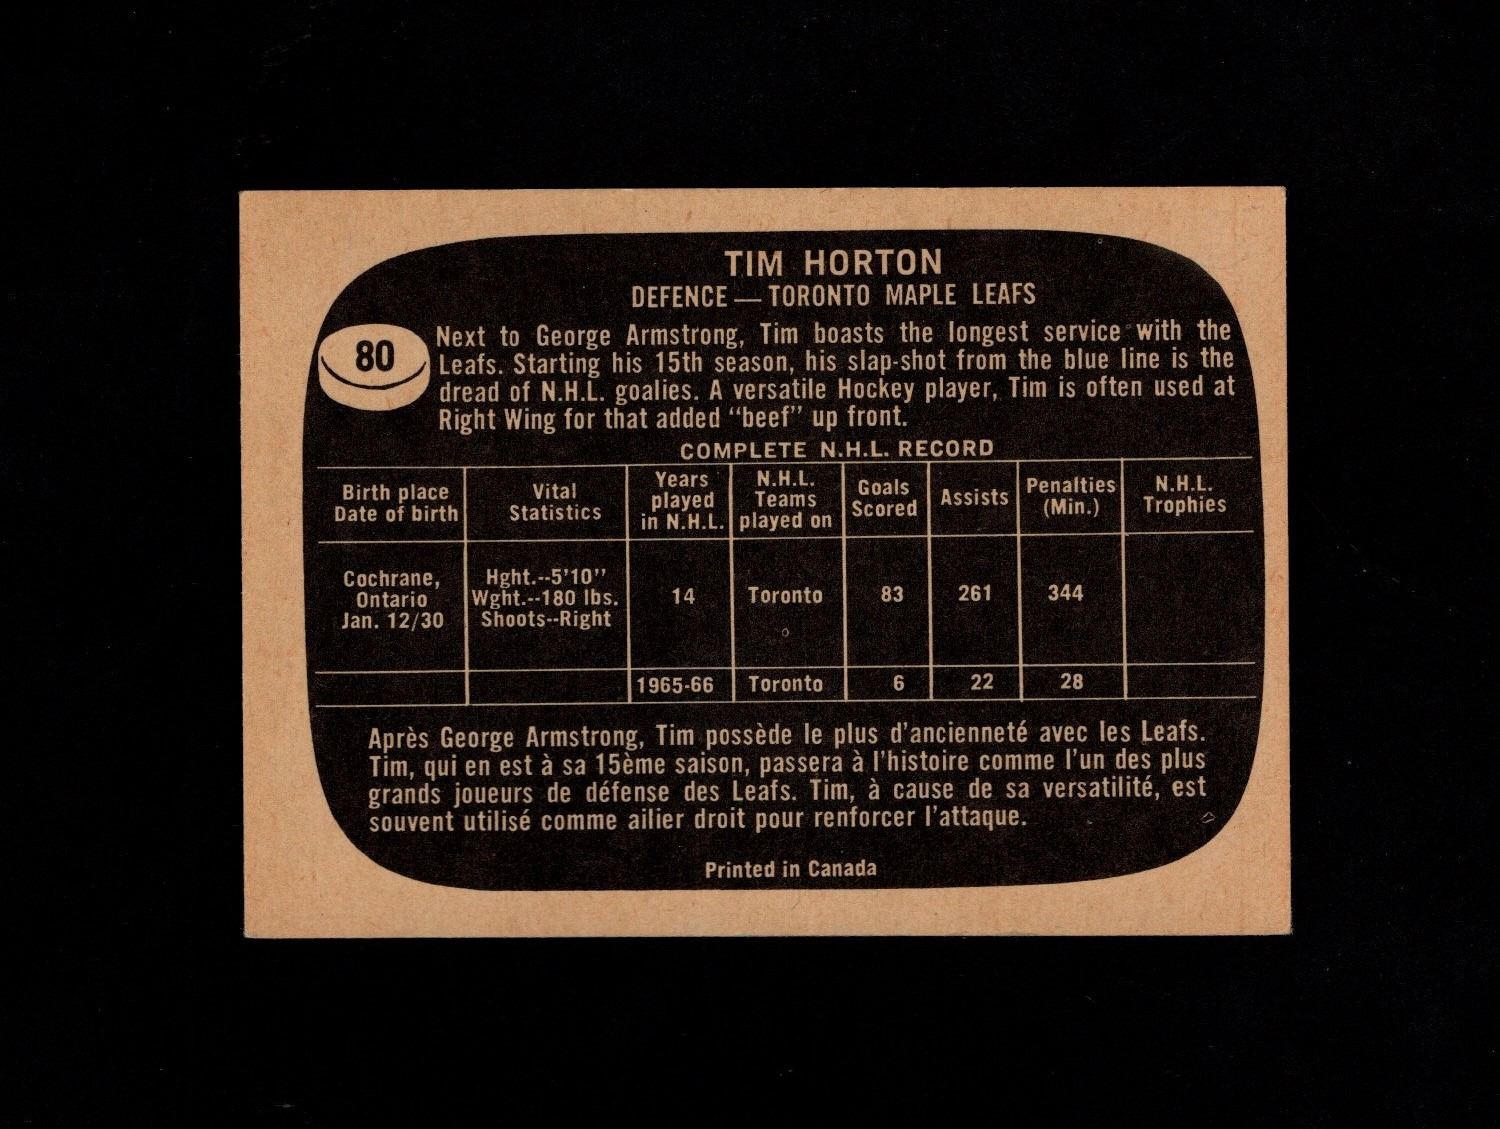 TIM HORTON
DEFENCE — TORONTO MAPLE LEAFS
80
Next to George Armstrong, Tim boasts the longest service with the
Leafs. Starting his 15th season, his slap-shot from the blue line is the
dread of N.H.L. goalies. A versatile Hockey player, Tim is often used at
Right Wing for that added “beef” up front.
COMPLETE N.H.L. RECORD
Birth place
Date of birth
Vital
Statistics
Years
played
in N.H.L.
N.H.L.
Teams
played on
Goals
Scored
Assists
Penalties
(Min.)
N.H.L.
Trophies
Cochrane,
Ontario
Jan. 12/30
Hght.--5'10"
Wght.--180 lbs.
Shoots--Right
14
Toronto
83
261
344
1965-66
Toronto
6
22
28
Après George Armstrong, Tim possède le plus d'ancienneté avec les Leafs.
Tim, qui en est à sa 15ème saison, passera à l'histoire comme l'un des plus
grands joueurs de défense des Leafs. Tim, à cause de sa versatilité, est
souvent utilisé comme ailier droit pour renforcer l'attaque.
Printed in Canada